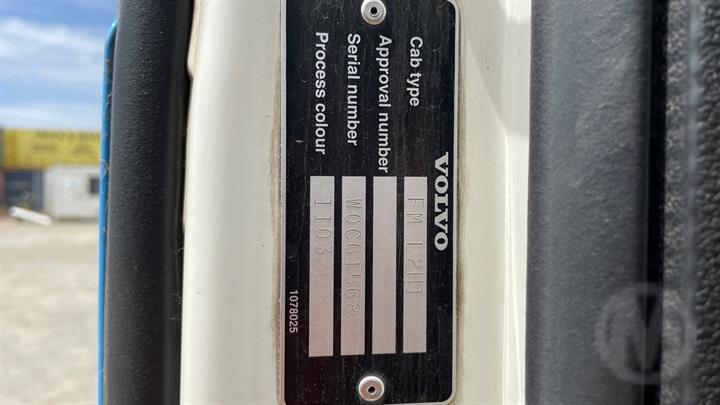 VOLVO
Cab type FM L2H1
Approval number
Serial number W0C61568
Process colour 1103
1078025